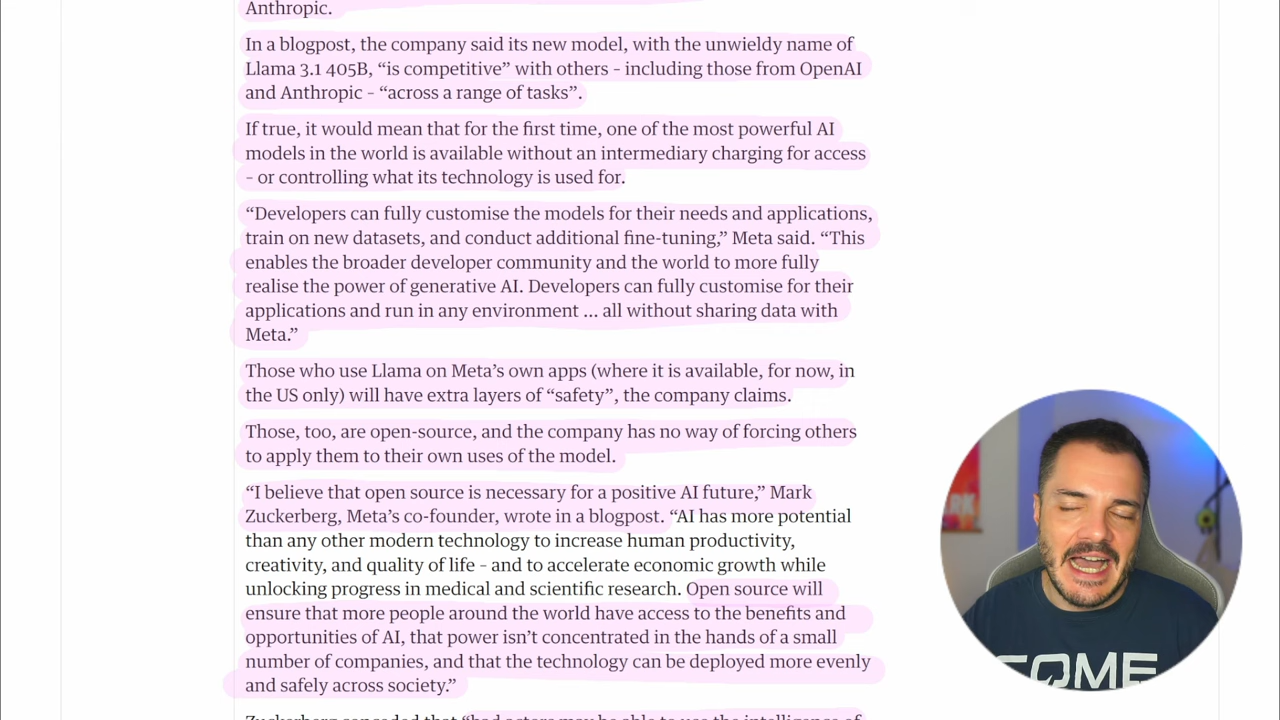 Anthropic.
In a blogpost, the company said its new model, with the unwieldy name of
Llama 3.1 405B, “is competitive” with others – including those from OpenAI
and Anthropic – “across a range of tasks”.
If true, it would mean that for the first time, one of the most powerful AI
models in the world is available without an intermediary charging for access
– or controlling what its technology is used for.
“Developers can fully customise the models for their needs and applications,
train on new datasets, and conduct additional fine-tuning,” Meta said. “This
enables the broader developer community and the world to more fully
realise the power of generative AI. Developers can fully customise for their
applications and run in any environment … all without sharing data with
Meta.”
Those who use Llama on Meta’s own apps (where it is available, for now, in
the US only) will have extra layers of “safety”, the company claims.
Those, too, are open-source, and the company has no way of forcing others
to apply them to their own uses of the model.
“I believe that open source is necessary for a positive AI future,” Mark
Zuckerberg, Meta’s co-founder, wrote in a blogpost. “AI has more potential
than any other modern technology to increase human productivity,
creativity, and quality of life – and to accelerate economic growth while
unlocking progress in medical and scientific research. Open source will
ensure that more people around the world have access to the benefits and
opportunities of AI, that power isn’t concentrated in the hands of a small
number of companies, and that the technology can be deployed more evenly
and safely across society.”
Zuckerberg conceded that “bad actors may be able to use the intelligence of